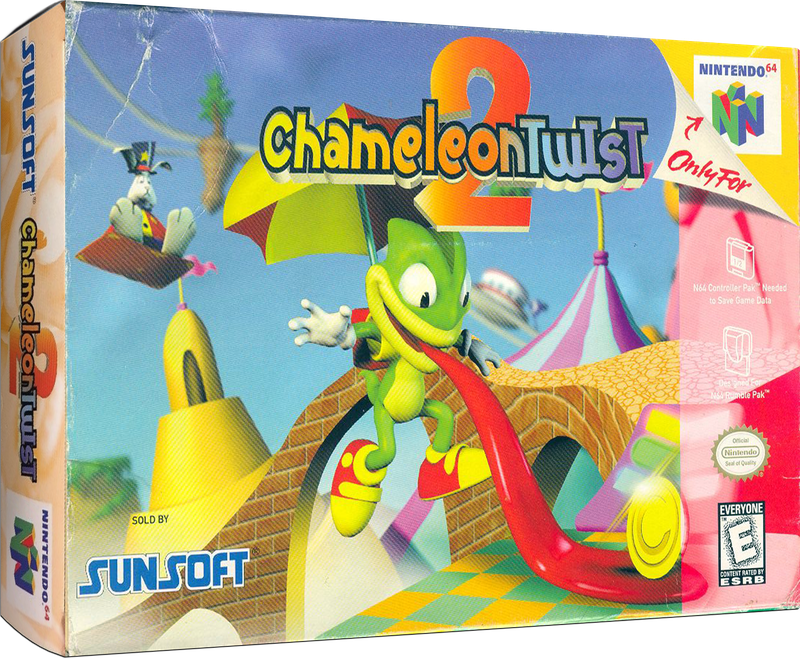 SUNSOFT®
ChameleonTwist
2
NINTENDO64
2
ChameleonTwist
NINTENDO64
Only For
N64 Controller Pak™ Needed
to Save Game Data
N64 Rumble Pak™
Official
Nintendo
Seal of Quality
SOLD BY
SUNSOFT®
EVERYONE
E
CONTENT RATED BY
ESRB